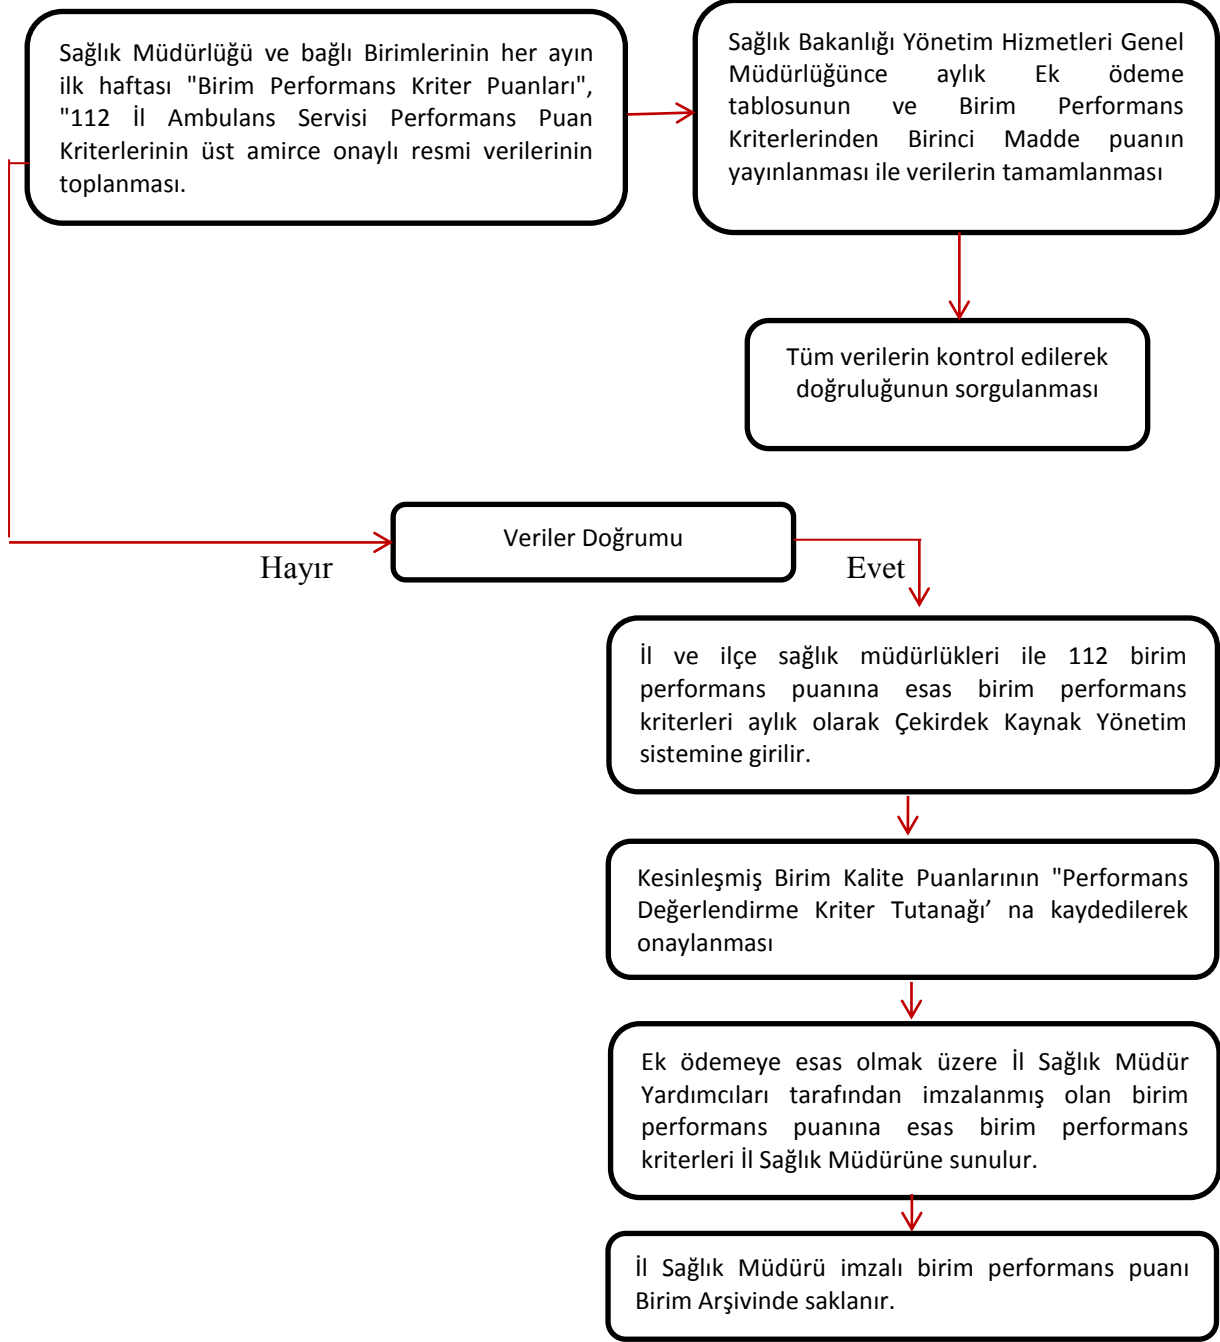 Sağlık Müdürlüğü ve bağlı Birimlerinin her ayın
ilk haftası "Birim Performans Kriter Puanları",
"112 İl Ambulans Servisi Performans Puan
Kriterlerinin üst amirce onaylı resmi verilerinin
toplanması.
Sağlık Bakanlığı Yönetim Hizmetleri Genel
Müdürlüğünce aylık Ek ödeme
tablosunun ve Birim Performans
Kriterlerinden Birinci Madde puanın
yayınlanması ile verilerin tamamlanması
Tüm verilerin kontrol edilerek
doğruluğunun sorgulanması
Veriler Doğrumu
Hayır
Evet
İl ve ilçe sağlık müdürlükleri ile 112 birim
performans puanına esas birim performans
kriterleri aylık olarak Çekirdek Kaynak Yönetim
sistemine girilir.
Kesinleşmiş Birim Kalite Puanlarının "Performans
Değerlendirme Kriter Tutanağı’ na kaydedilerek
onaylanması
Ek ödemeye esas olmak üzere İl Sağlık Müdür
Yardımcıları tarafından imzalanmış olan birim
performans puanına esas birim performans
kriterleri İl Sağlık Müdürüne sunulur.
İl Sağlık Müdürü imzalı birim performans puanı
Birim Arşivinde saklanır.